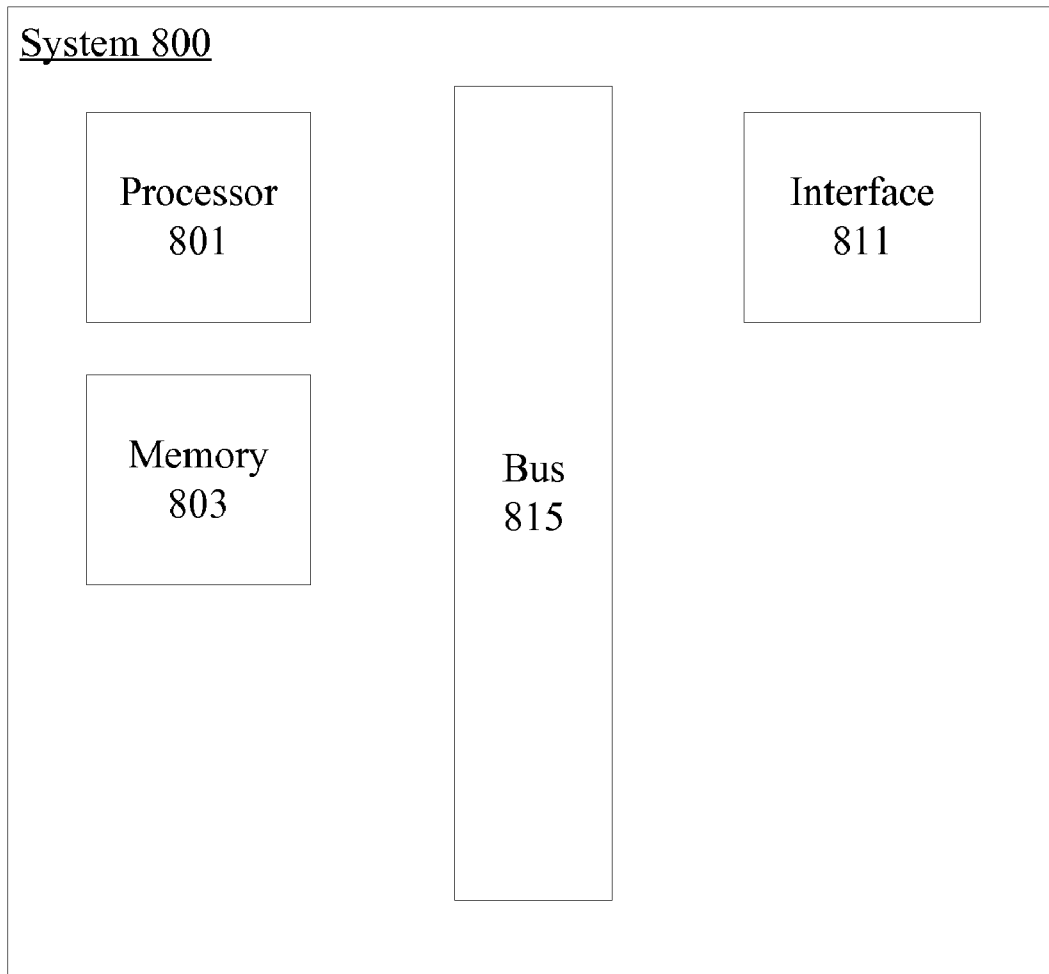 System 800
Processor
801
Interface
811
Memory
803
Bus
815